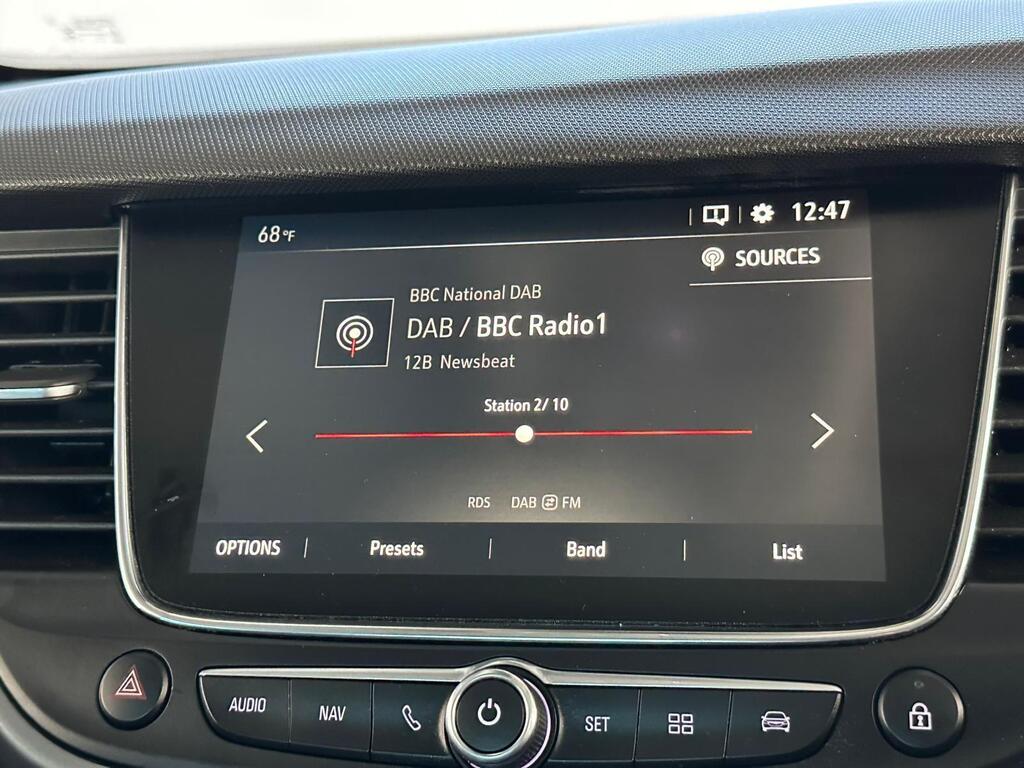 68°F
12:47
SOURCES
BBC National DAB
DAB / BBC Radio1
12B Newsbeat
Station 2/ 10
RDS DAB FM
OPTIONS | Presets | Band | List
AUDIO NAV SET